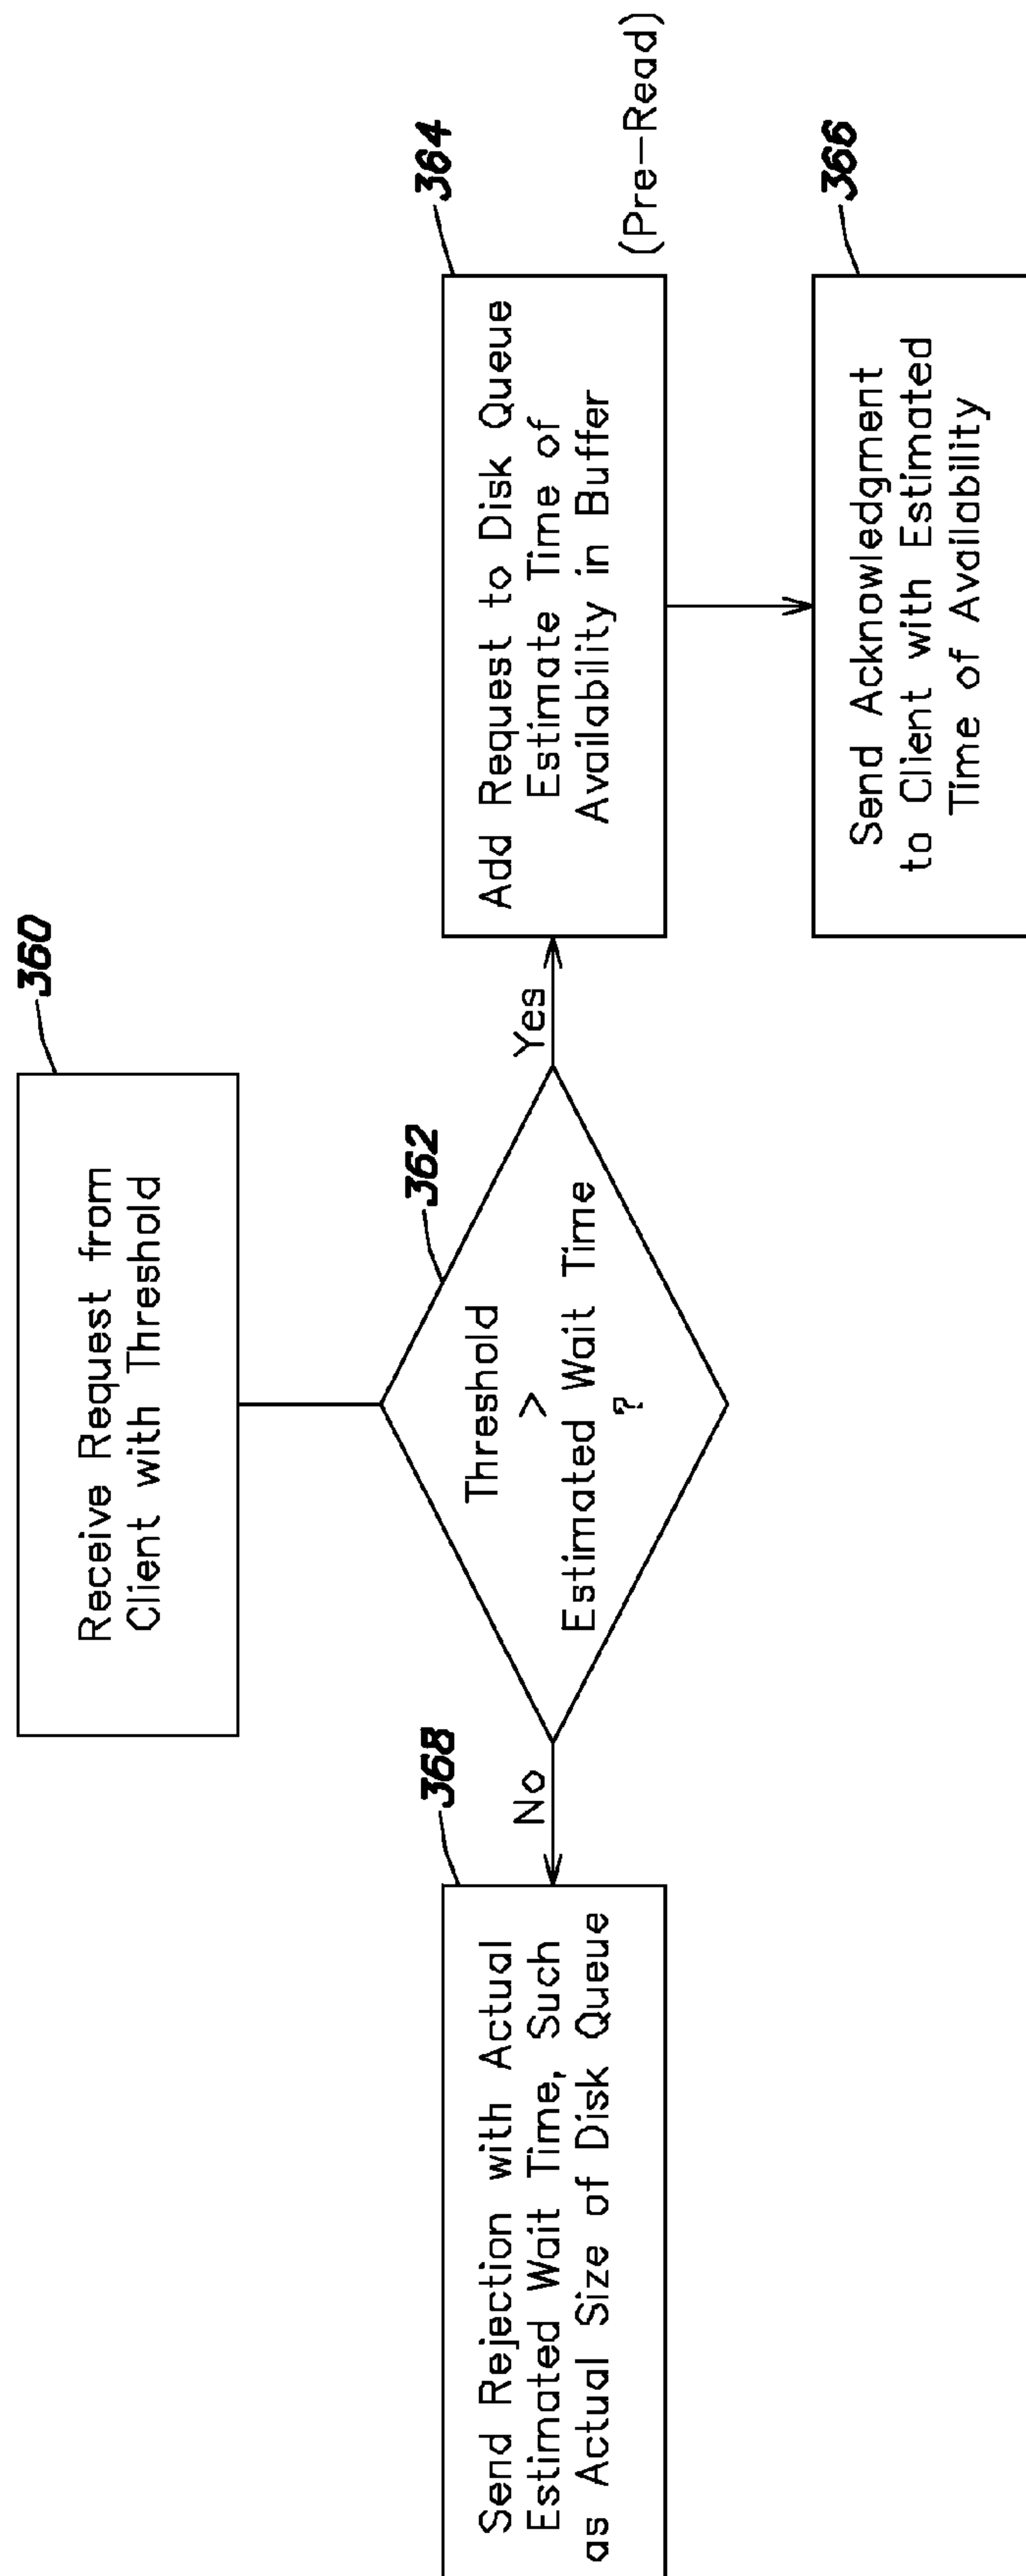 360
Receive Request from
Client with Threshold
362
Threshold
>
Estimated Wait Time
?
No
Yes
368
Send Rejection with Actual
Estimated Wait Time, Such
as Actual Size of Disk Queue
364
Add Request to Disk Queue
Estimate Time of
Availability in Buffer
(Pre-Read)
366
Send Acknowledgment
to Client with Estimated
Time of Availability